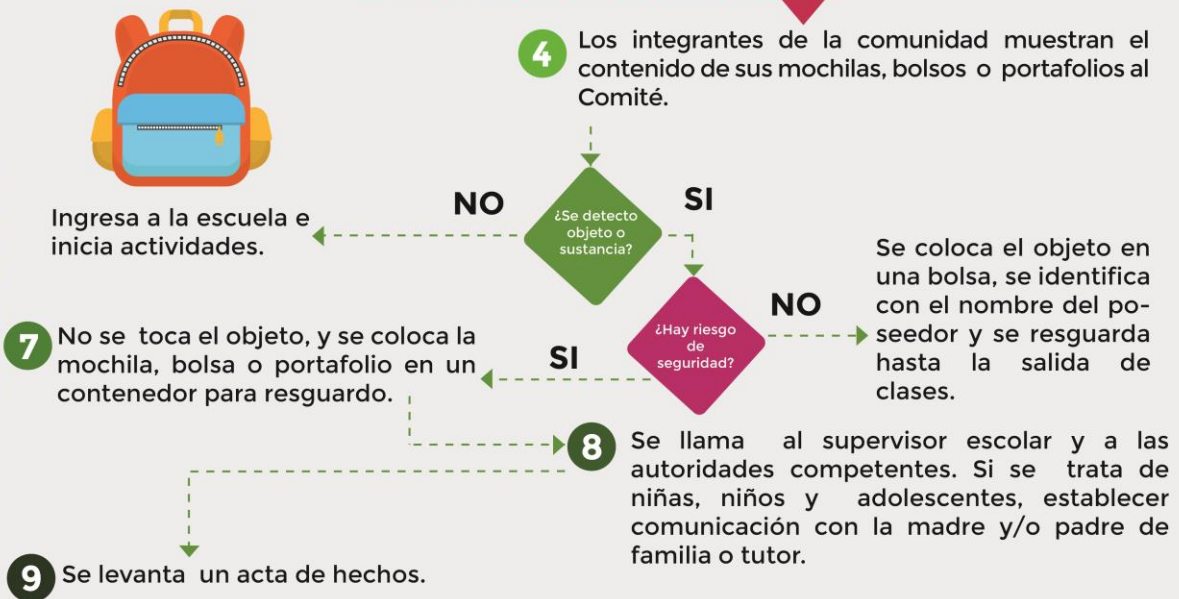 4 Los integrantes de la comunidad muestran el
contenido de sus mochilas, bolsos o portafolios al
Comité.
¿Se detecto
objeto o
sustancia?
NO
SI
Ingresa a la escuela e
inicia actividades.
¿Hay riesgo
de
seguridad?
NO
Se coloca el objeto en
una bolsa, se identifica
con el nombre del po-
seedor y se resguarda
hasta la salida de
clases.
SI
7 No se toca el objeto, y se coloca la
mochila, bolsa o portafolio en un
contenedor para resguardo.
8 Se llama al supervisor escolar y a las
autoridades competentes. Si se trata de
niñas, niños y adolescentes, establecer
comunicación con la madre y/o padre de
familia o tutor.
9 Se levanta un acta de hechos.